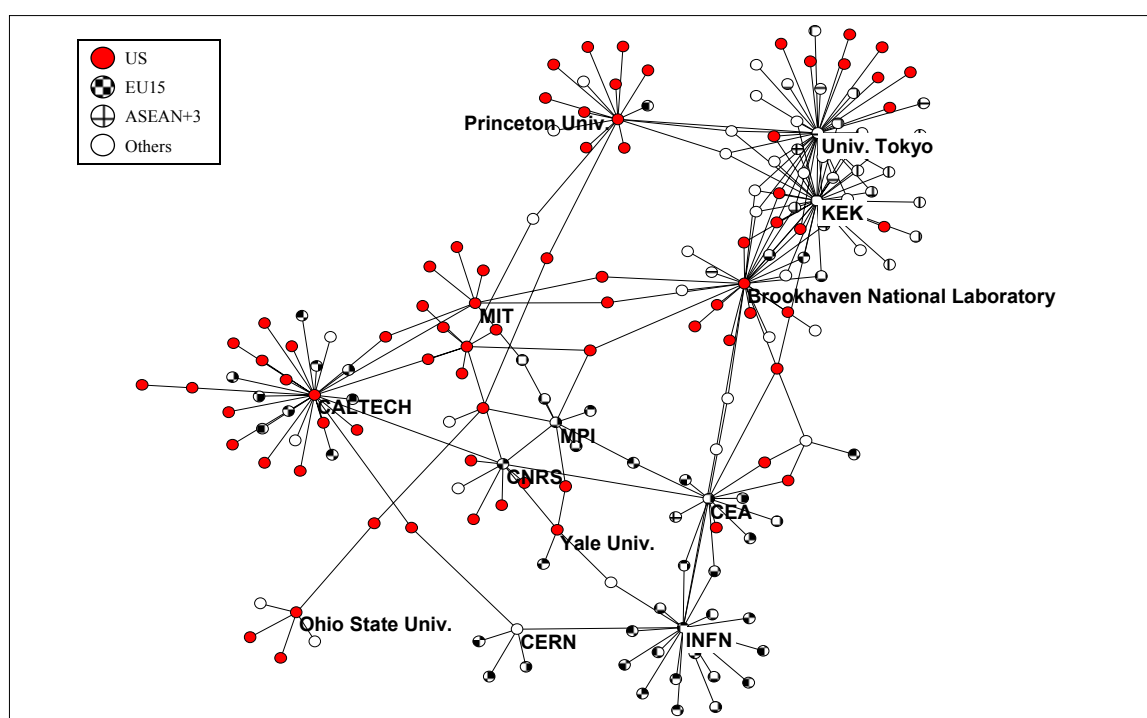 US
EU15
ASEAN+3
Others
Princeton Univ.
Univ. Tokyo
KEK
Brookhaven National Laboratory
MIT
CALTECH
MPI
CNRS
CEA
Yale Univ.
Ohio State Univ.
CERN
INFN